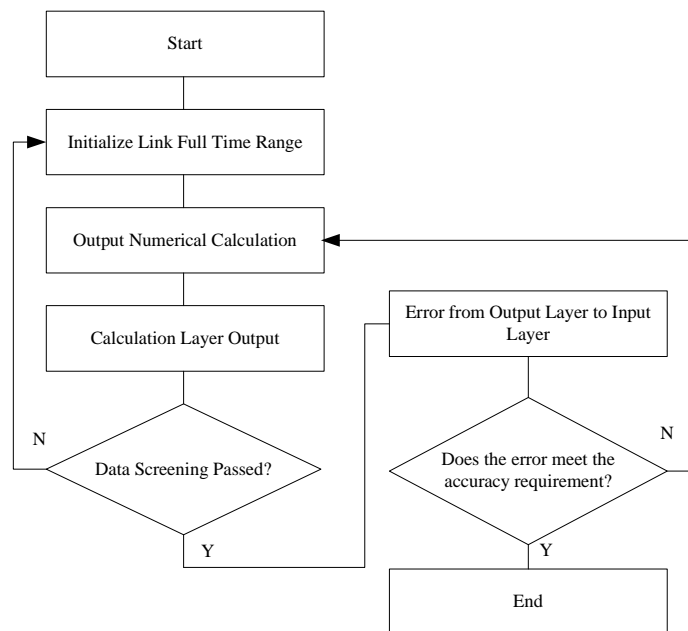 Start
Initialize Link Full Time Range
Output Numerical Calculation
Calculation Layer Output
N
Data Screening Passed?
Y
Error from Output Layer to Input
Layer
Does the error meet the
accuracy requirement?
N
Y
End